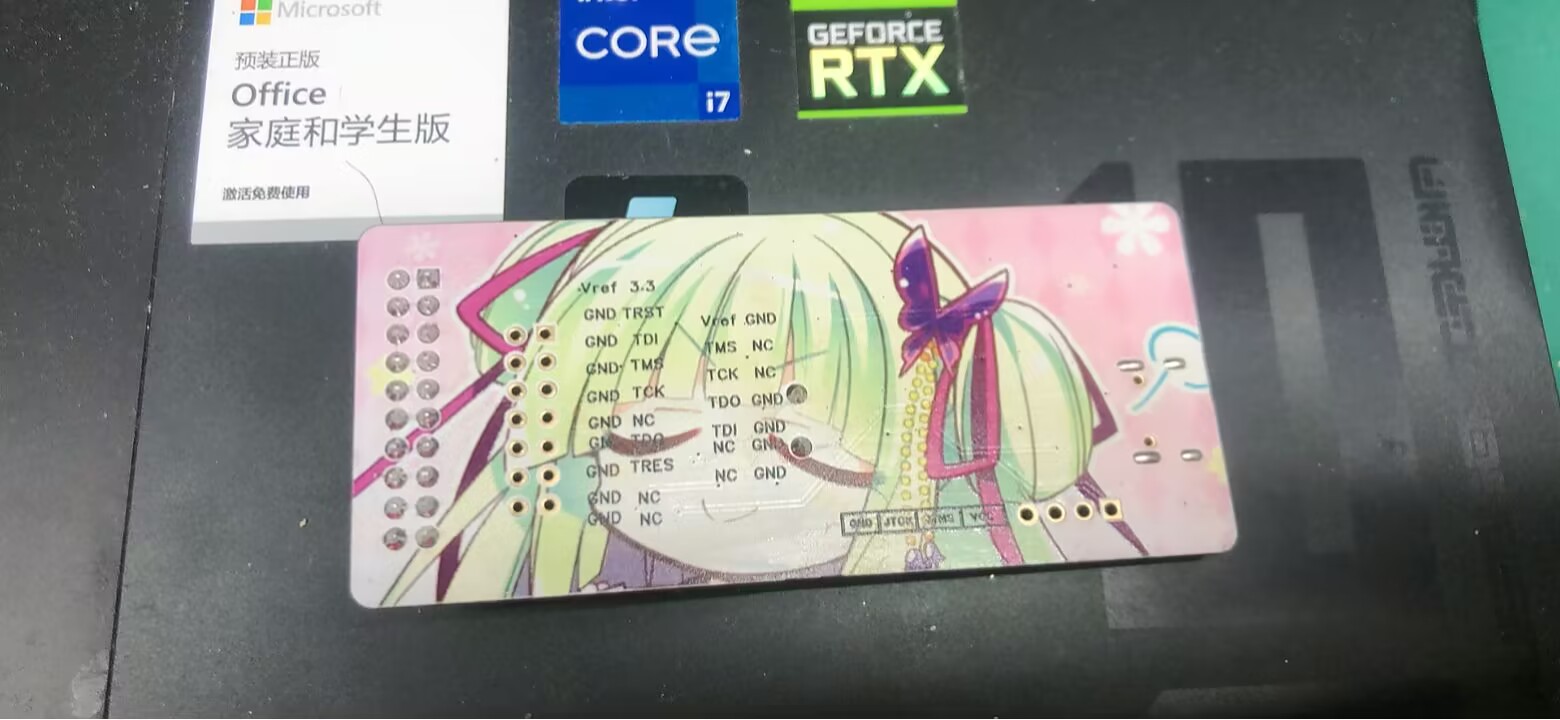 Microsoft
预装正版
Office
家庭和学生版
激活免费使用
intel
CORe
i7
GEFORCE
RTX
Vref 3.3
GND TRST
GND TDI
GND TMS
GND TCK
GND NC
GND TDO
GND TRES
GND NC
GND NC
Vref GND
TMS NC
TCK NC
TDO GND
TDI GND
NC GND
NC GND
GND JTCK JTMS VCC